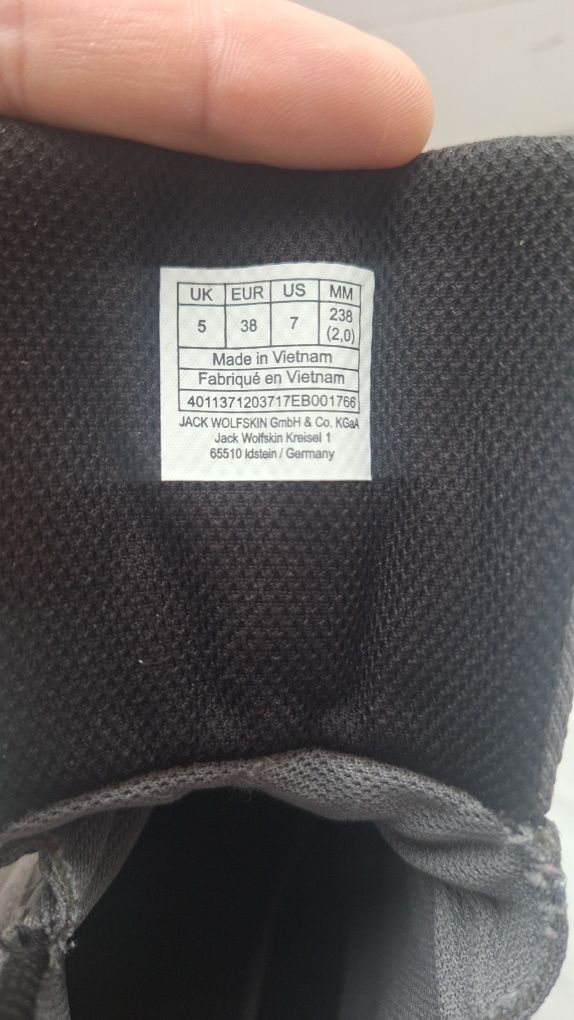 UK EUR US MM
5 38 7 238 (2,0)
Made in Vietnam
Fabriqué en Vietnam
4011371203717EB001766
JACK WOLFSKIN GmbH & Co. KGaA
Jack Wolfskin Kreisel 1
65510 Idstein / Germany